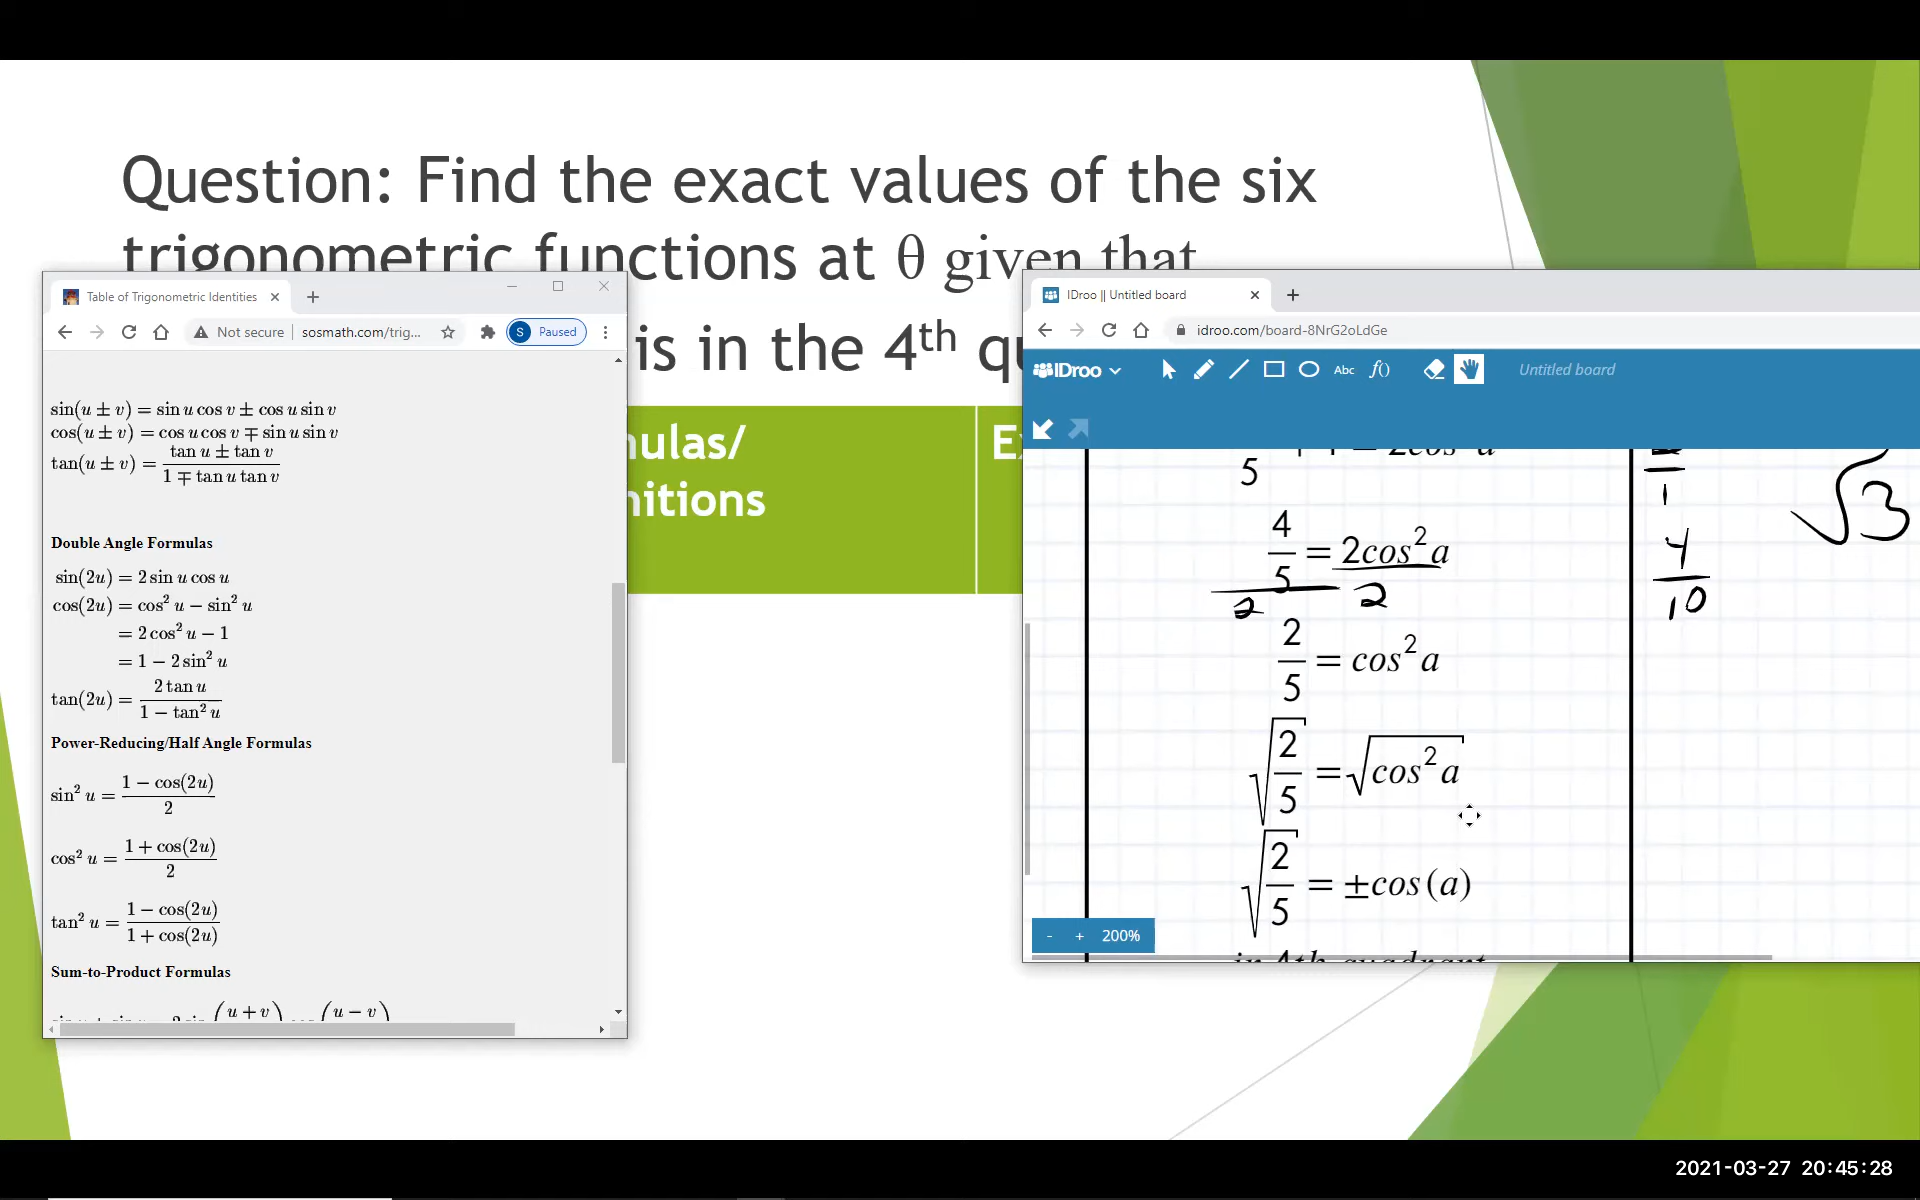 Question: Find the exact values of the six
trigonometric functions at θ given that
is in the 4th qu
mulas/
nitions
Table of Trigonometric Identities
Not secure | sosmath.com/trig...
S Paused
sin(u ± v) = sin u cos v ± cos u sin v
cos(u ± v) = cos u cos v ∓ sin u sin v
tan(u ± v) = (tan u ± tan v)/(1 ∓ tan u tan v)
Double Angle Formulas
sin(2u) = 2 sin u cos u
cos(2u) = cos² u − sin² u
= 2 cos² u − 1
= 1 − 2 sin² u
tan(2u) = (2 tan u)/(1 − tan² u)
Power-Reducing/Half Angle Formulas
sin² u = (1 − cos(2u))/2
cos² u = (1 + cos(2u))/2
tan² u = (1 − cos(2u))/(1 + cos(2u))
Sum-to-Product Formulas
IDroo || Untitled board
idroo.com/board-8NrG2oLdGe
IDroo
Abc
f()
Untitled board
5
4/5 = 2cos²a
2 2
2/5 = cos²a
√(2/5) = √(cos²a)
√(2/5) = ±cos(a)
in 4th quadrant
1
4/10
√3
- + 200%
2021-03-27 20:45:28